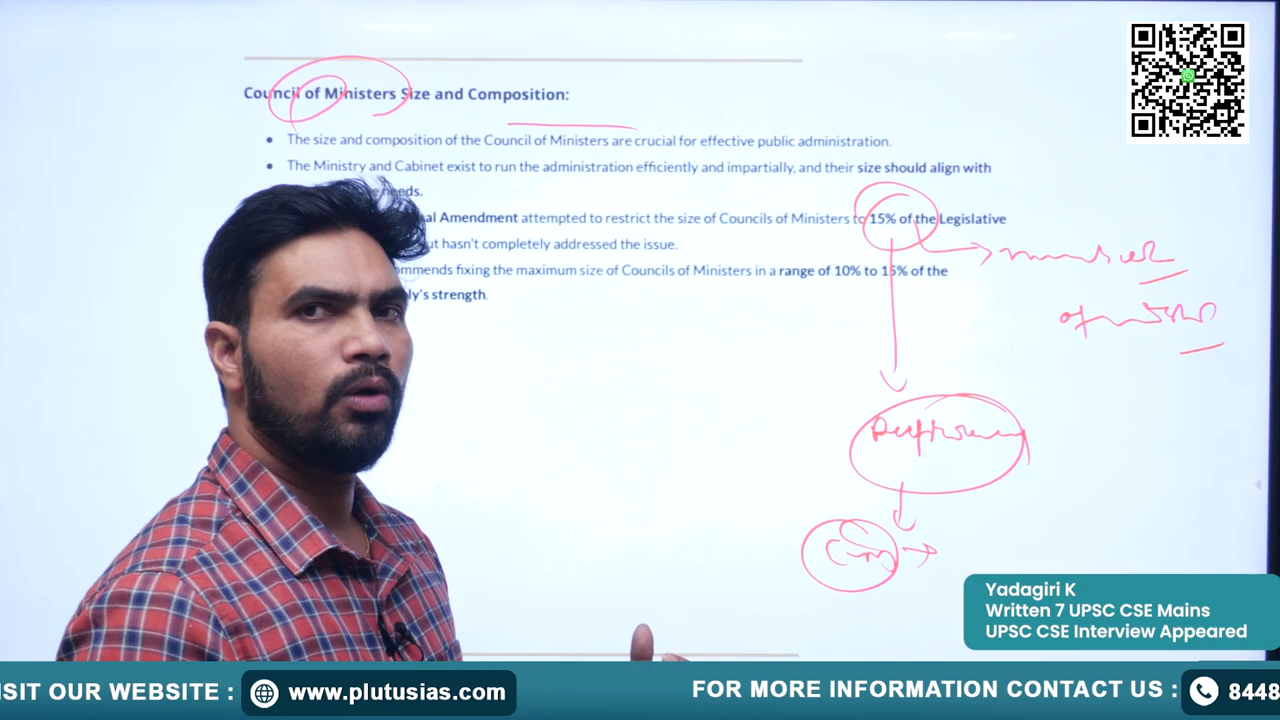 Council of Ministers Size and Composition:
The size and composition of the Council of Ministers are crucial for effective public administration.
The Ministry and Cabinet exist to run the administration efficiently and impartially, and their size should align with
needs.
al Amendment attempted to restrict the size of Councils of Ministers to 15% of the Legislative
ut hasn't completely addressed the issue.
ommends fixing the maximum size of Councils of Ministers in a range of 10% to 15% of the
ly's strength.
Yadagiri K
Written 7 UPSC CSE Mains
UPSC CSE Interview Appeared
ISIT OUR WEBSITE : www.plutusias.com FOR MORE INFORMATION CONTACT US : 8448